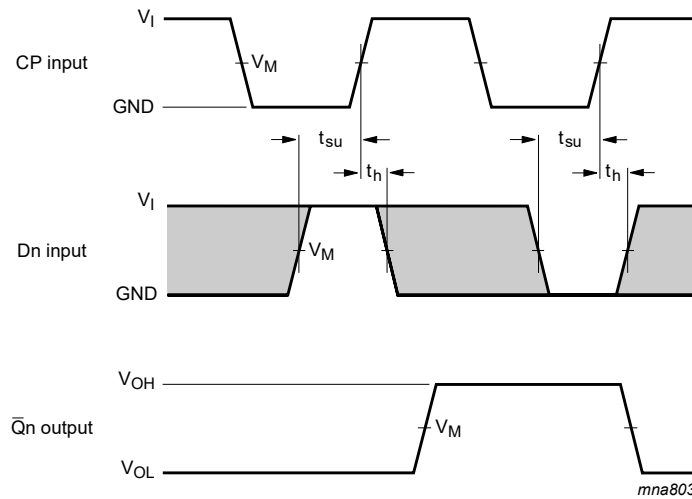 V_I
CP input
V_M
GND
t_su
t_su
t_h
t_h
V_I
Dn input
V_M
GND
V_OH
Q̅n output
V_M
V_OL
mna803